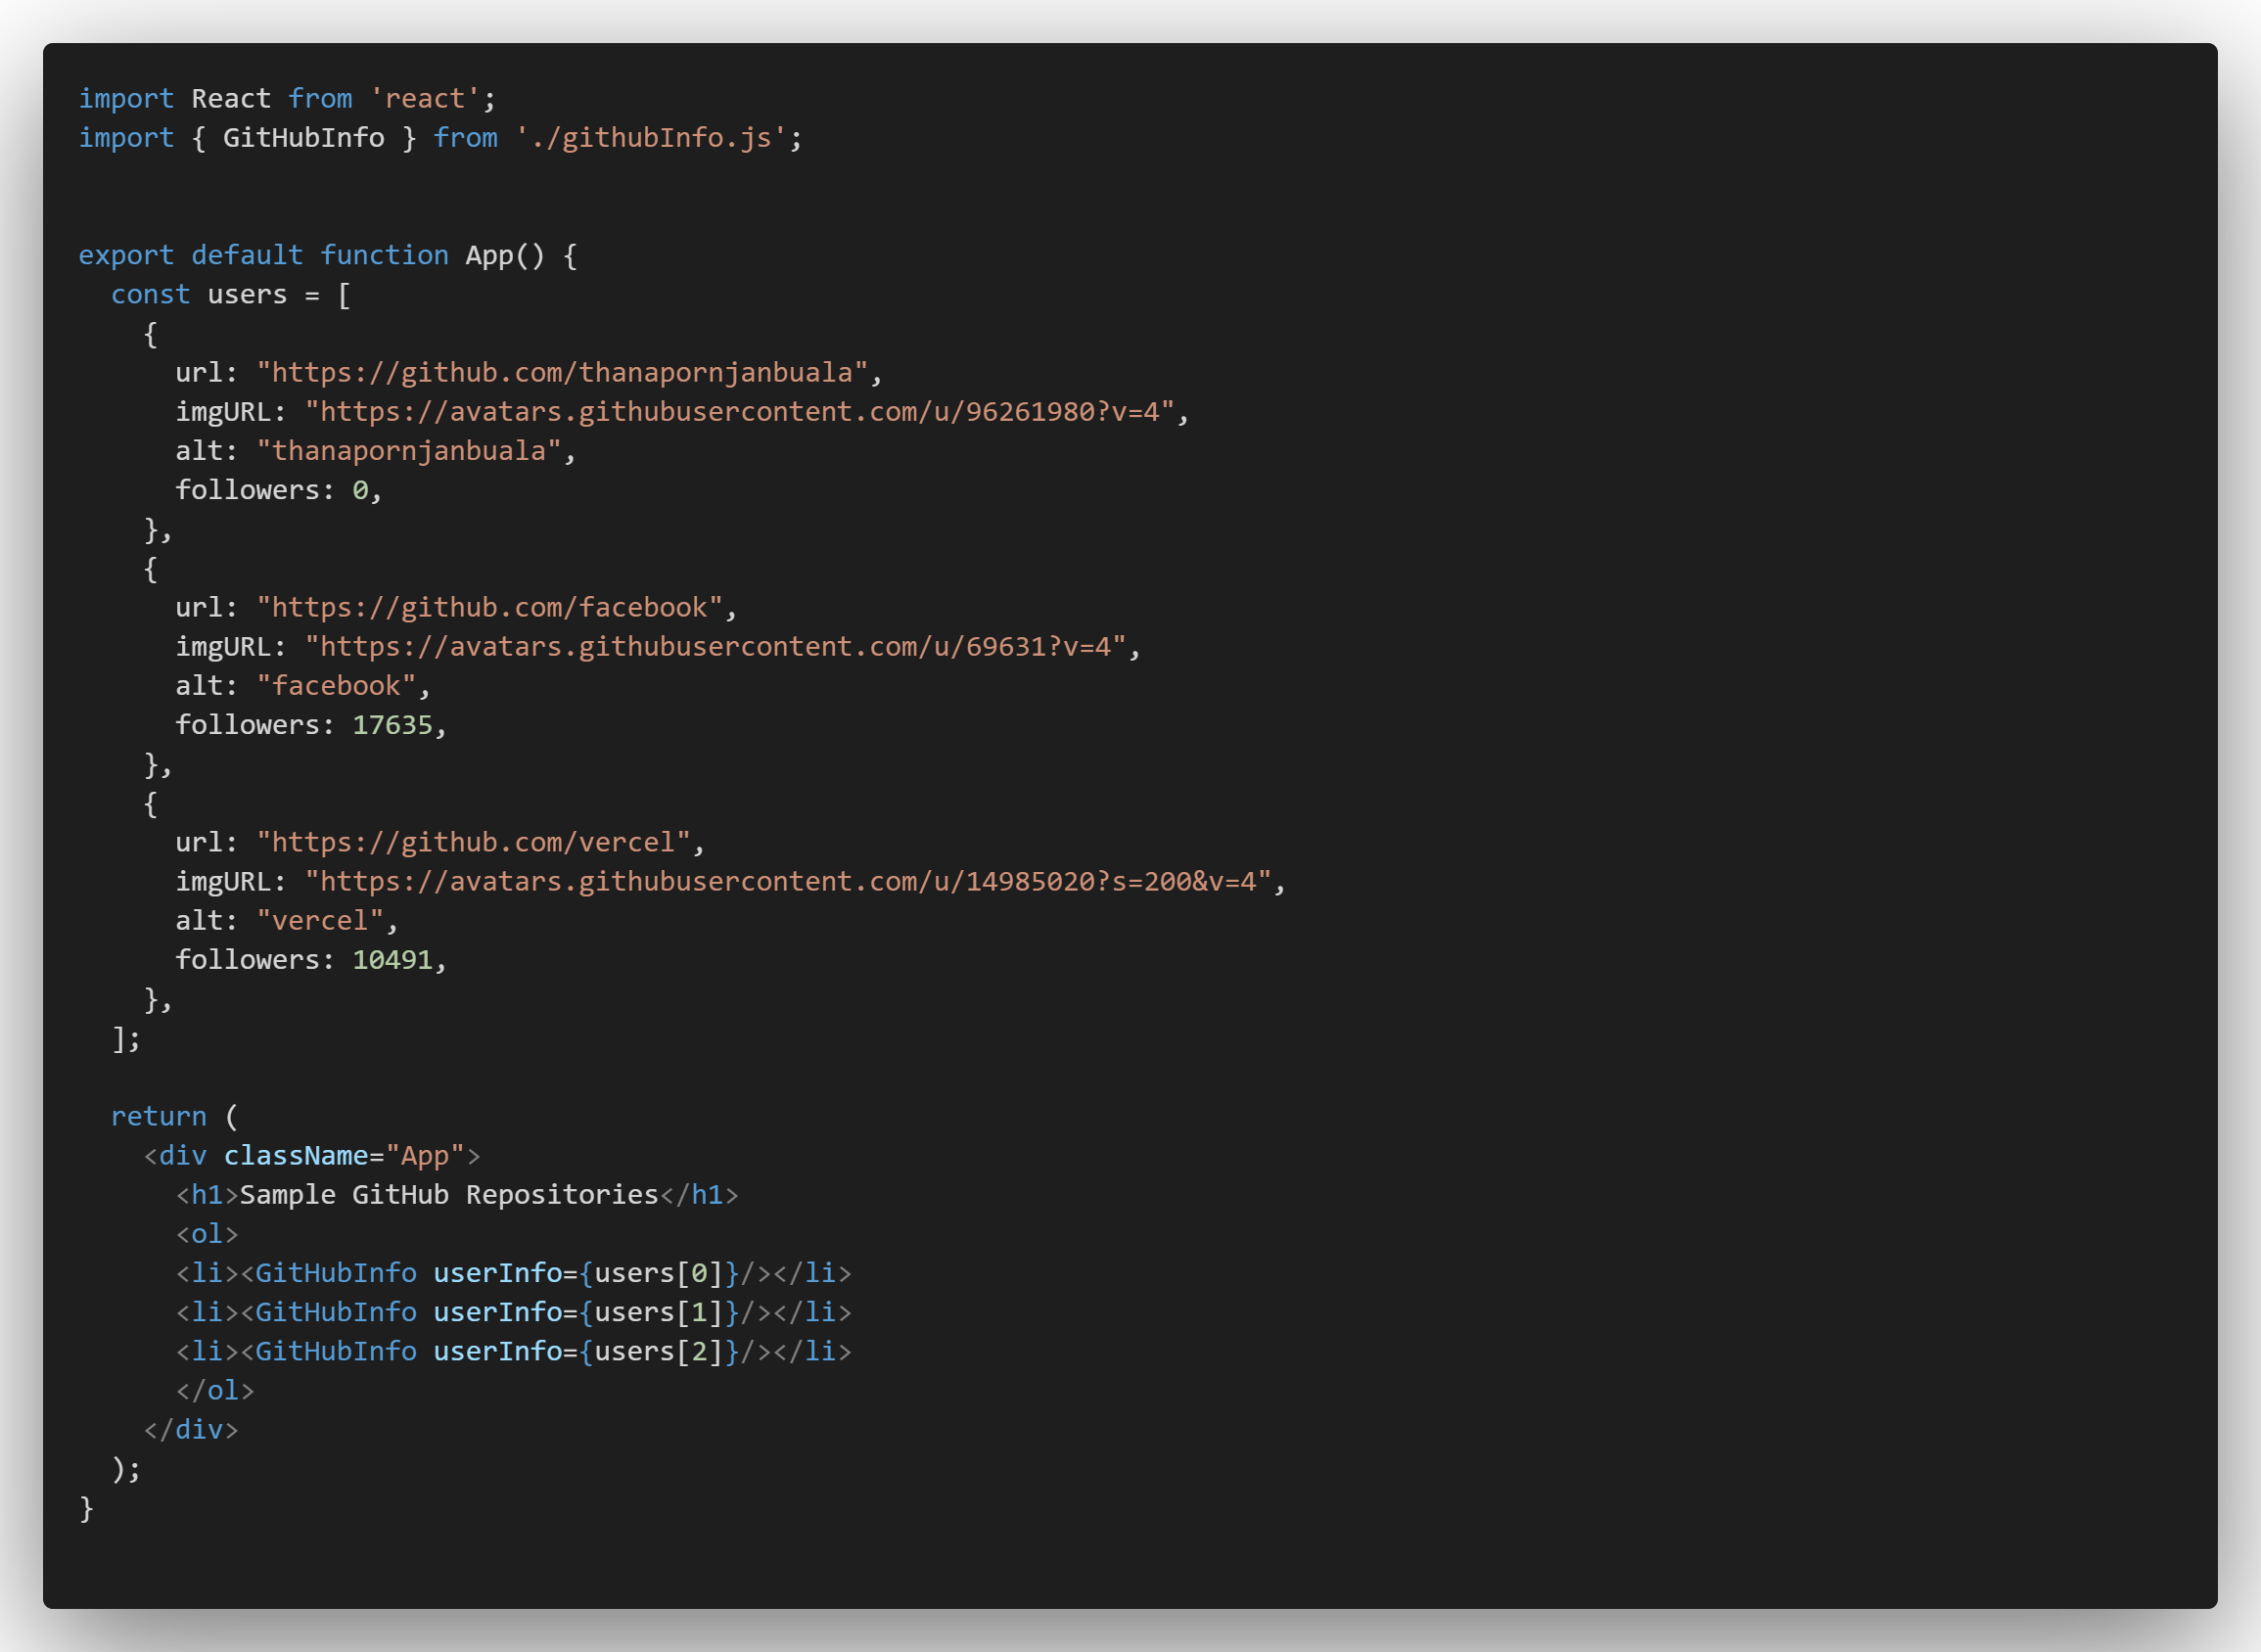 import React from 'react';
import { GitHubInfo } from './githubInfo.js';
export default function App() {
  const users = [
    {
      url: "https://github.com/thanapornjanbuala",
      imgURL: "https://avatars.githubusercontent.com/u/96261980?v=4",
      alt: "thanapornjanbuala",
      followers: 0,
    },
    {
      url: "https://github.com/facebook",
      imgURL: "https://avatars.githubusercontent.com/u/69631?v=4",
      alt: "facebook",
      followers: 17635,
    },
    {
      url: "https://github.com/vercel",
      imgURL: "https://avatars.githubusercontent.com/u/14985020?s=200&v=4",
      alt: "vercel",
      followers: 10491,
    },
  ];
  return (
    <div className="App">
      <h1>Sample GitHub Repositories</h1>
      <ol>
      <li><GitHubInfo userInfo={users[0]}/></li>
      <li><GitHubInfo userInfo={users[1]}/></li>
      <li><GitHubInfo userInfo={users[2]}/></li>
      </ol>
    </div>
  );
}